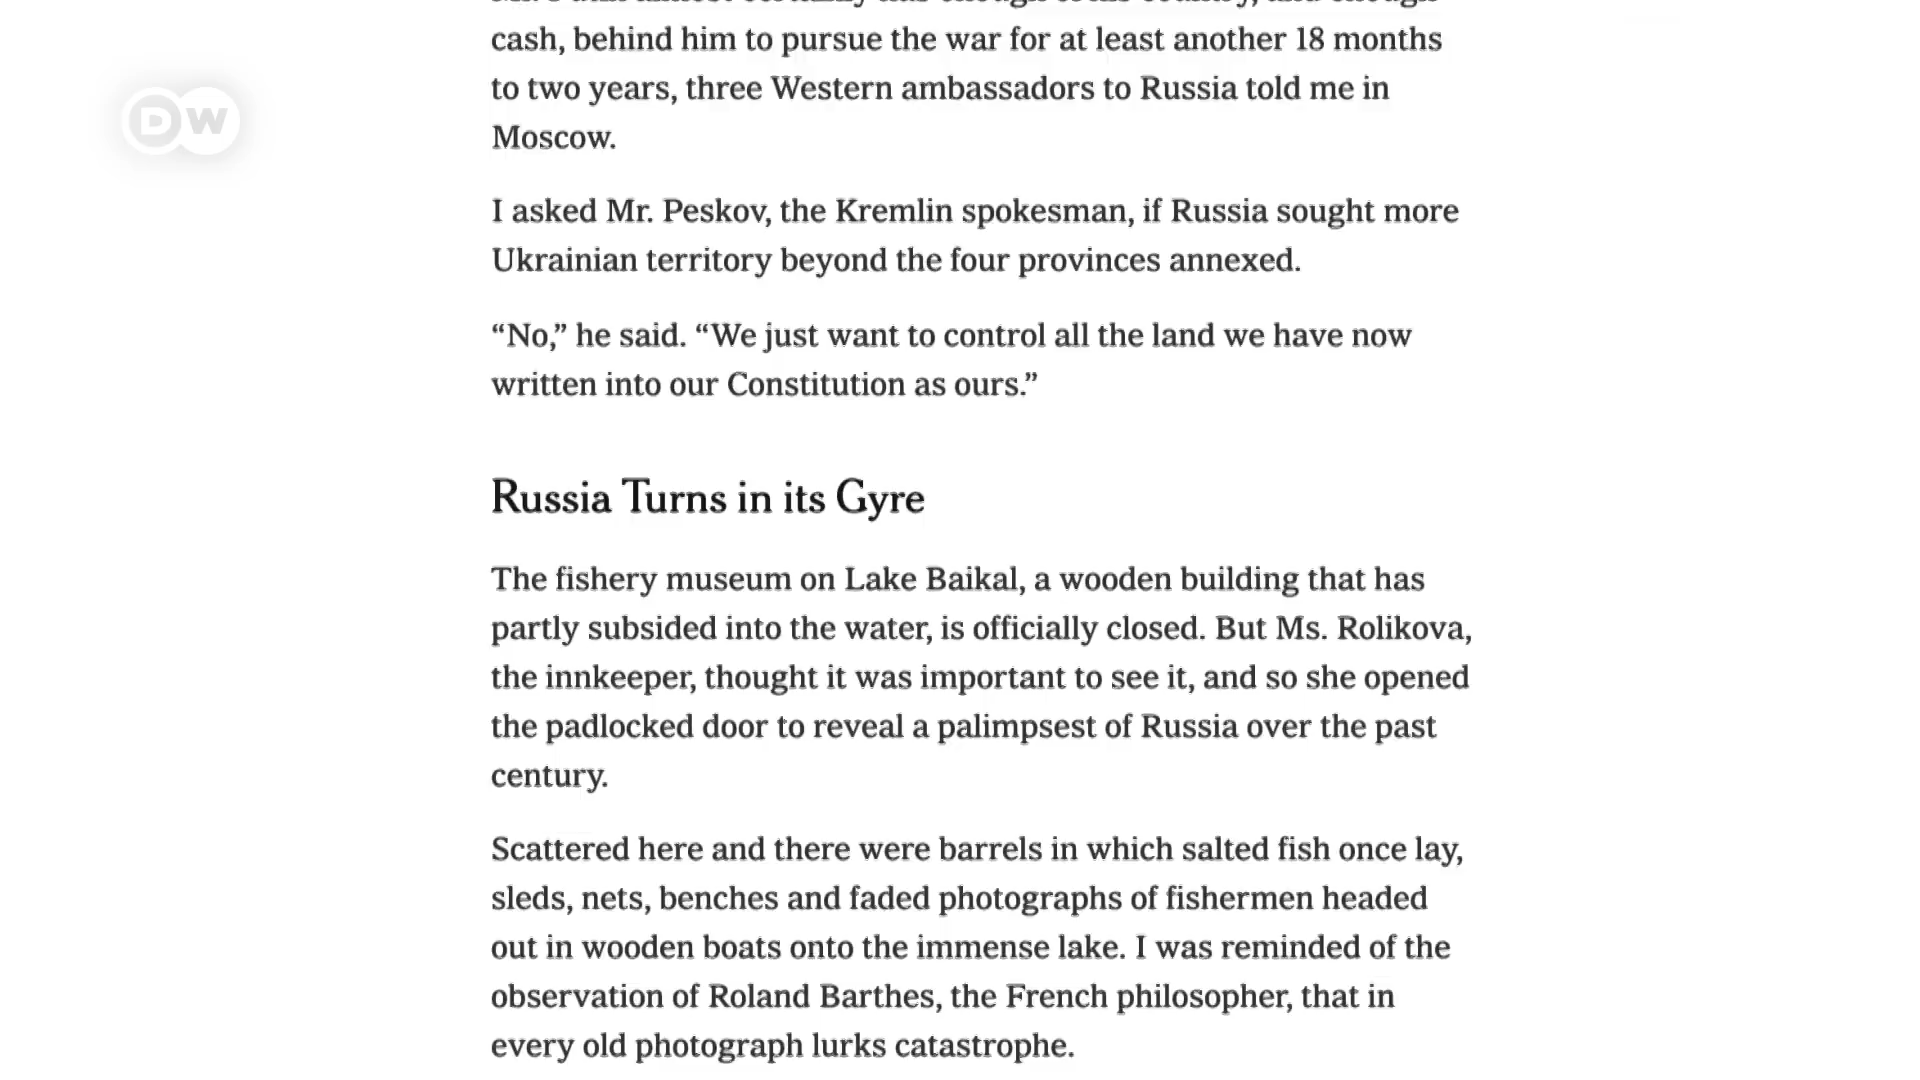 cash, behind him to pursue the war for at least another 18 months
to two years, three Western ambassadors to Russia told me in
Moscow.
DW
I asked Mr. Peskov, the Kremlin spokesman, if Russia sought more
Ukrainian territory beyond the four provinces annexed.
“No,” he said. “We just want to control all the land we have now
written into our Constitution as ours.”
Russia Turns in its Gyre
The fishery museum on Lake Baikal, a wooden building that has
partly subsided into the water, is officially closed. But Ms. Rolikova,
the innkeeper, thought it was important to see it, and so she opened
the padlocked door to reveal a palimpsest of Russia over the past
century.
Scattered here and there were barrels in which salted fish once lay,
sleds, nets, benches and faded photographs of fishermen headed
out in wooden boats onto the immense lake. I was reminded of the
observation of Roland Barthes, the French philosopher, that in
every old photograph lurks catastrophe.